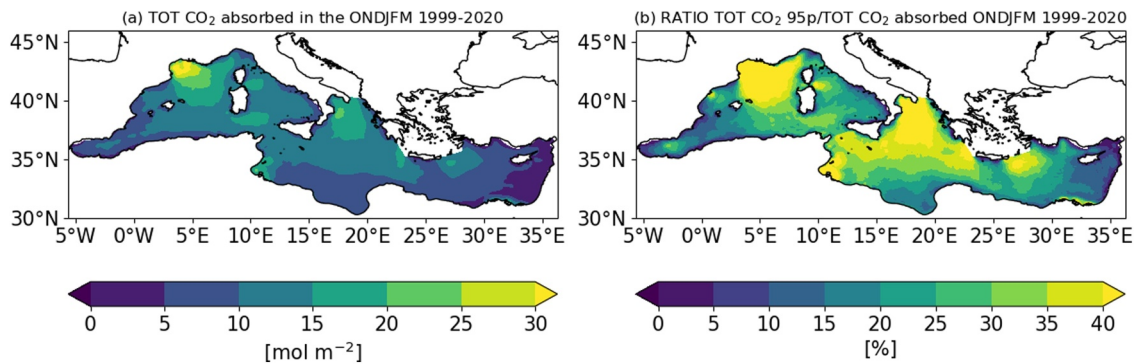 (a) TOT CO₂ absorbed in the ONDJFM 1999-2020
45°N
40°N
35°N
30°N
5°W 0°W 5°E 10°E 15°E 20°E 25°E 30°E 35°E
0 5 10 15 20 25 30
[mol m⁻²]
(b) RATIO TOT CO₂ 95p/TOT CO₂ absorbed ONDJFM 1999-2020
45°N
40°N
35°N
30°N
5°W 0°W 5°E 10°E 15°E 20°E 25°E 30°E 35°E
0 5 10 15 20 25 30 35 40
[%]